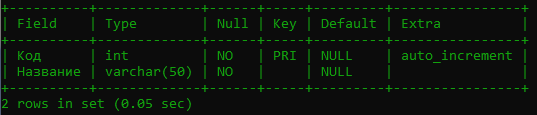 +----------+-------------+------+-----+---------+----------------+
| Field    | Type        | Null | Key | Default | Extra          |
+----------+-------------+------+-----+---------+----------------+
| Код      | int         | NO   | PRI | NULL    | auto_increment |
| Название | varchar(50) | NO   |     | NULL    |                |
+----------+-------------+------+-----+---------+----------------+
2 rows in set (0.05 sec)